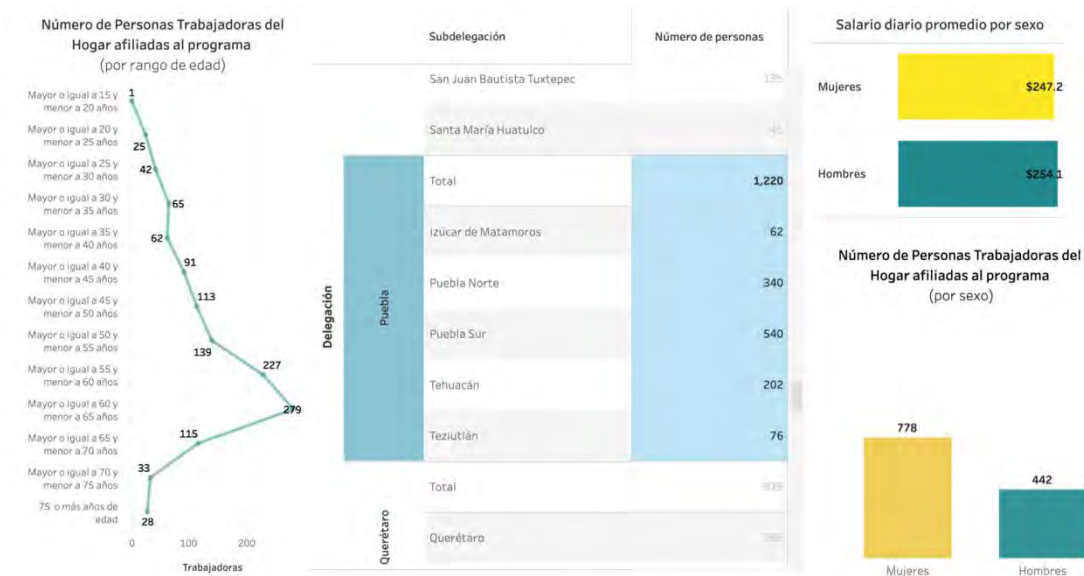 Número de Personas Trabajadoras del
Hogar afiliadas al programa
(por rango de edad)
Mayor o igual a 15 y
menor a 20 años
1
Mayor o igual a 20 y
menor a 25 años
25
Mayor o igual a 25 y
menor a 30 años
42
Mayor o igual a 30 y
menor a 35 años
65
Mayor o igual a 35 y
menor a 40 años
62
Mayor o igual a 40 y
menor a 45 años
91
Mayor o igual a 45 y
menor a 50 años
113
Mayor o igual a 50 y
menor a 55 años
139
Mayor o igual a 55 y
menor a 60 años
227
Mayor o igual a 60 y
menor a 65 años
279
Mayor o igual a 65 y
menor a 70 años
115
Mayor o igual a 70 y
menor a 75 años
33
75 o más años de
edad
28
0 100 200
Trabajadoras
Subdelegación Número de personas
San Juan Bautista Tuxtepec
Santa María Huatulco
Delegación
Puebla
Total 1,220
Izúcar de Matamoros 62
Puebla Norte 340
Puebla Sur 540
Tehuacán 202
Teziutlán 76
Querétaro
Total
Querétaro
Salario diario promedio por sexo
Mujeres $247.2
Hombres $254.1
Número de Personas Trabajadoras del
Hogar afiliadas al programa
(por sexo)
778
442
Mujeres Hombres